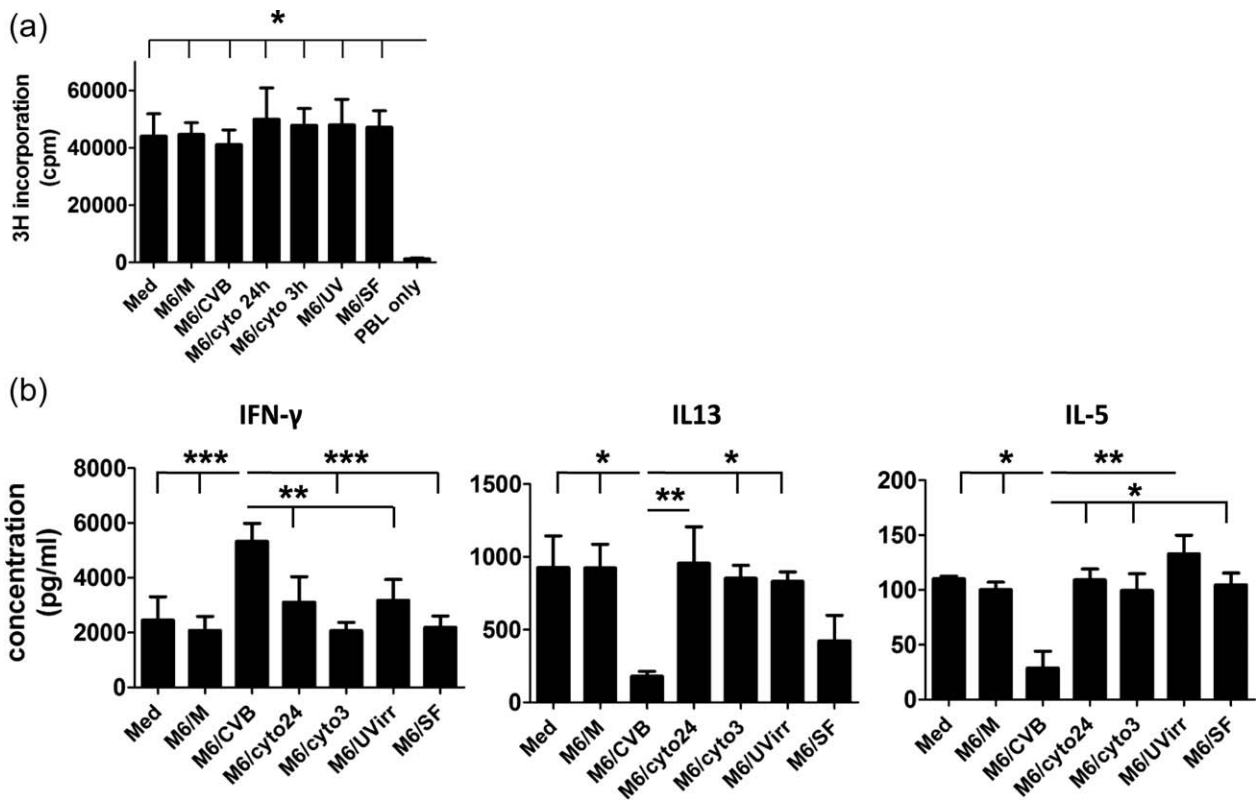 (a)
*
3H incorporation
(cpm)
60000
40000
20000
0
Med
M6/M
M6/CVB
M6/cyto 24h
M6/cyto 3h
M6/UV
M6/SF
PBL only
(b)
IFN-γ
IL13
IL-5
concentration
(pg/ml)
*** ***
**
8000
6000
4000
2000
0
Med
M6/M
M6/CVB
M6/cyto24
M6/cyto3
M6/UVirr
M6/SF
* *
**
1500
1000
500
0
Med
M6/M
M6/CVB
M6/cyto24
M6/cyto3
M6/UVirr
M6/SF
* **
*
200
150
100
50
0
Med
M6/M
M6/CVB
M6/cyto24
M6/cyto3
M6/UVirr
M6/SF